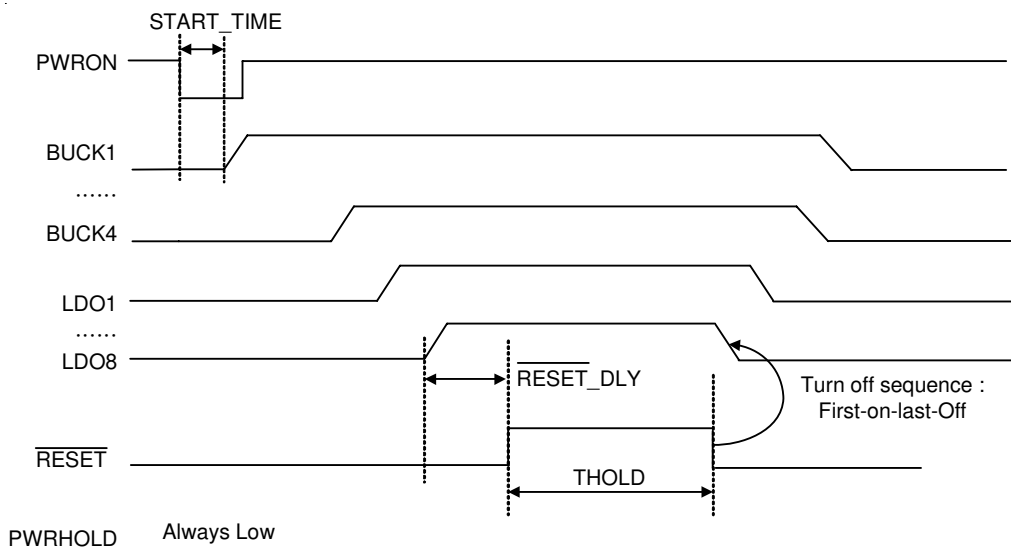 START_TIME
PWRON
BUCK1
......
BUCK4
LDO1
......
LDO8
RESET_DLY
Turn off sequence :
First-on-last-Off
RESET
THOLD
PWRHOLD Always Low